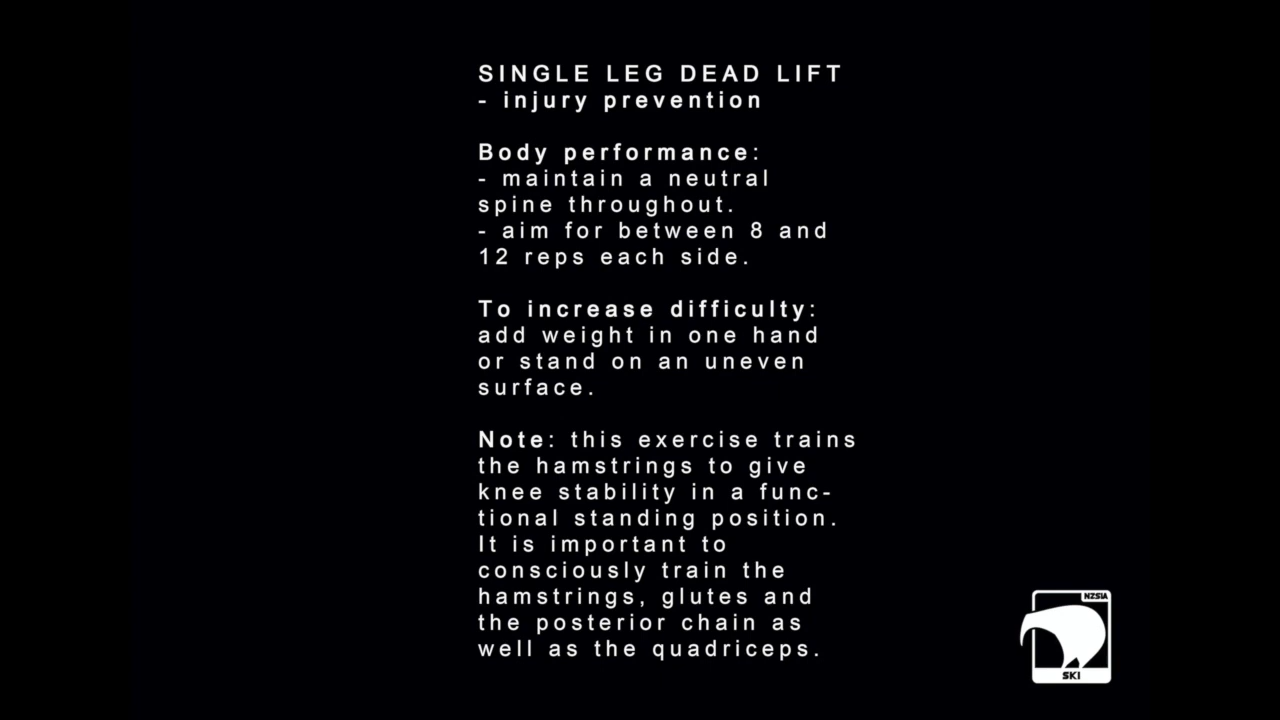 SINGLE LEG DEAD LIFT
- injury prevention
Body performance:
- maintain a neutral
spine throughout.
- aim for between 8 and
12 reps each side.
To increase difficulty:
add weight in one hand
or stand on an uneven
surface.
Note: this exercise trains
the hamstrings to give
knee stability in a func-
tional standing position.
It is important to
consciously train the
hamstrings, glutes and
the posterior chain as
well as the quadriceps.
NZSIA
SKI